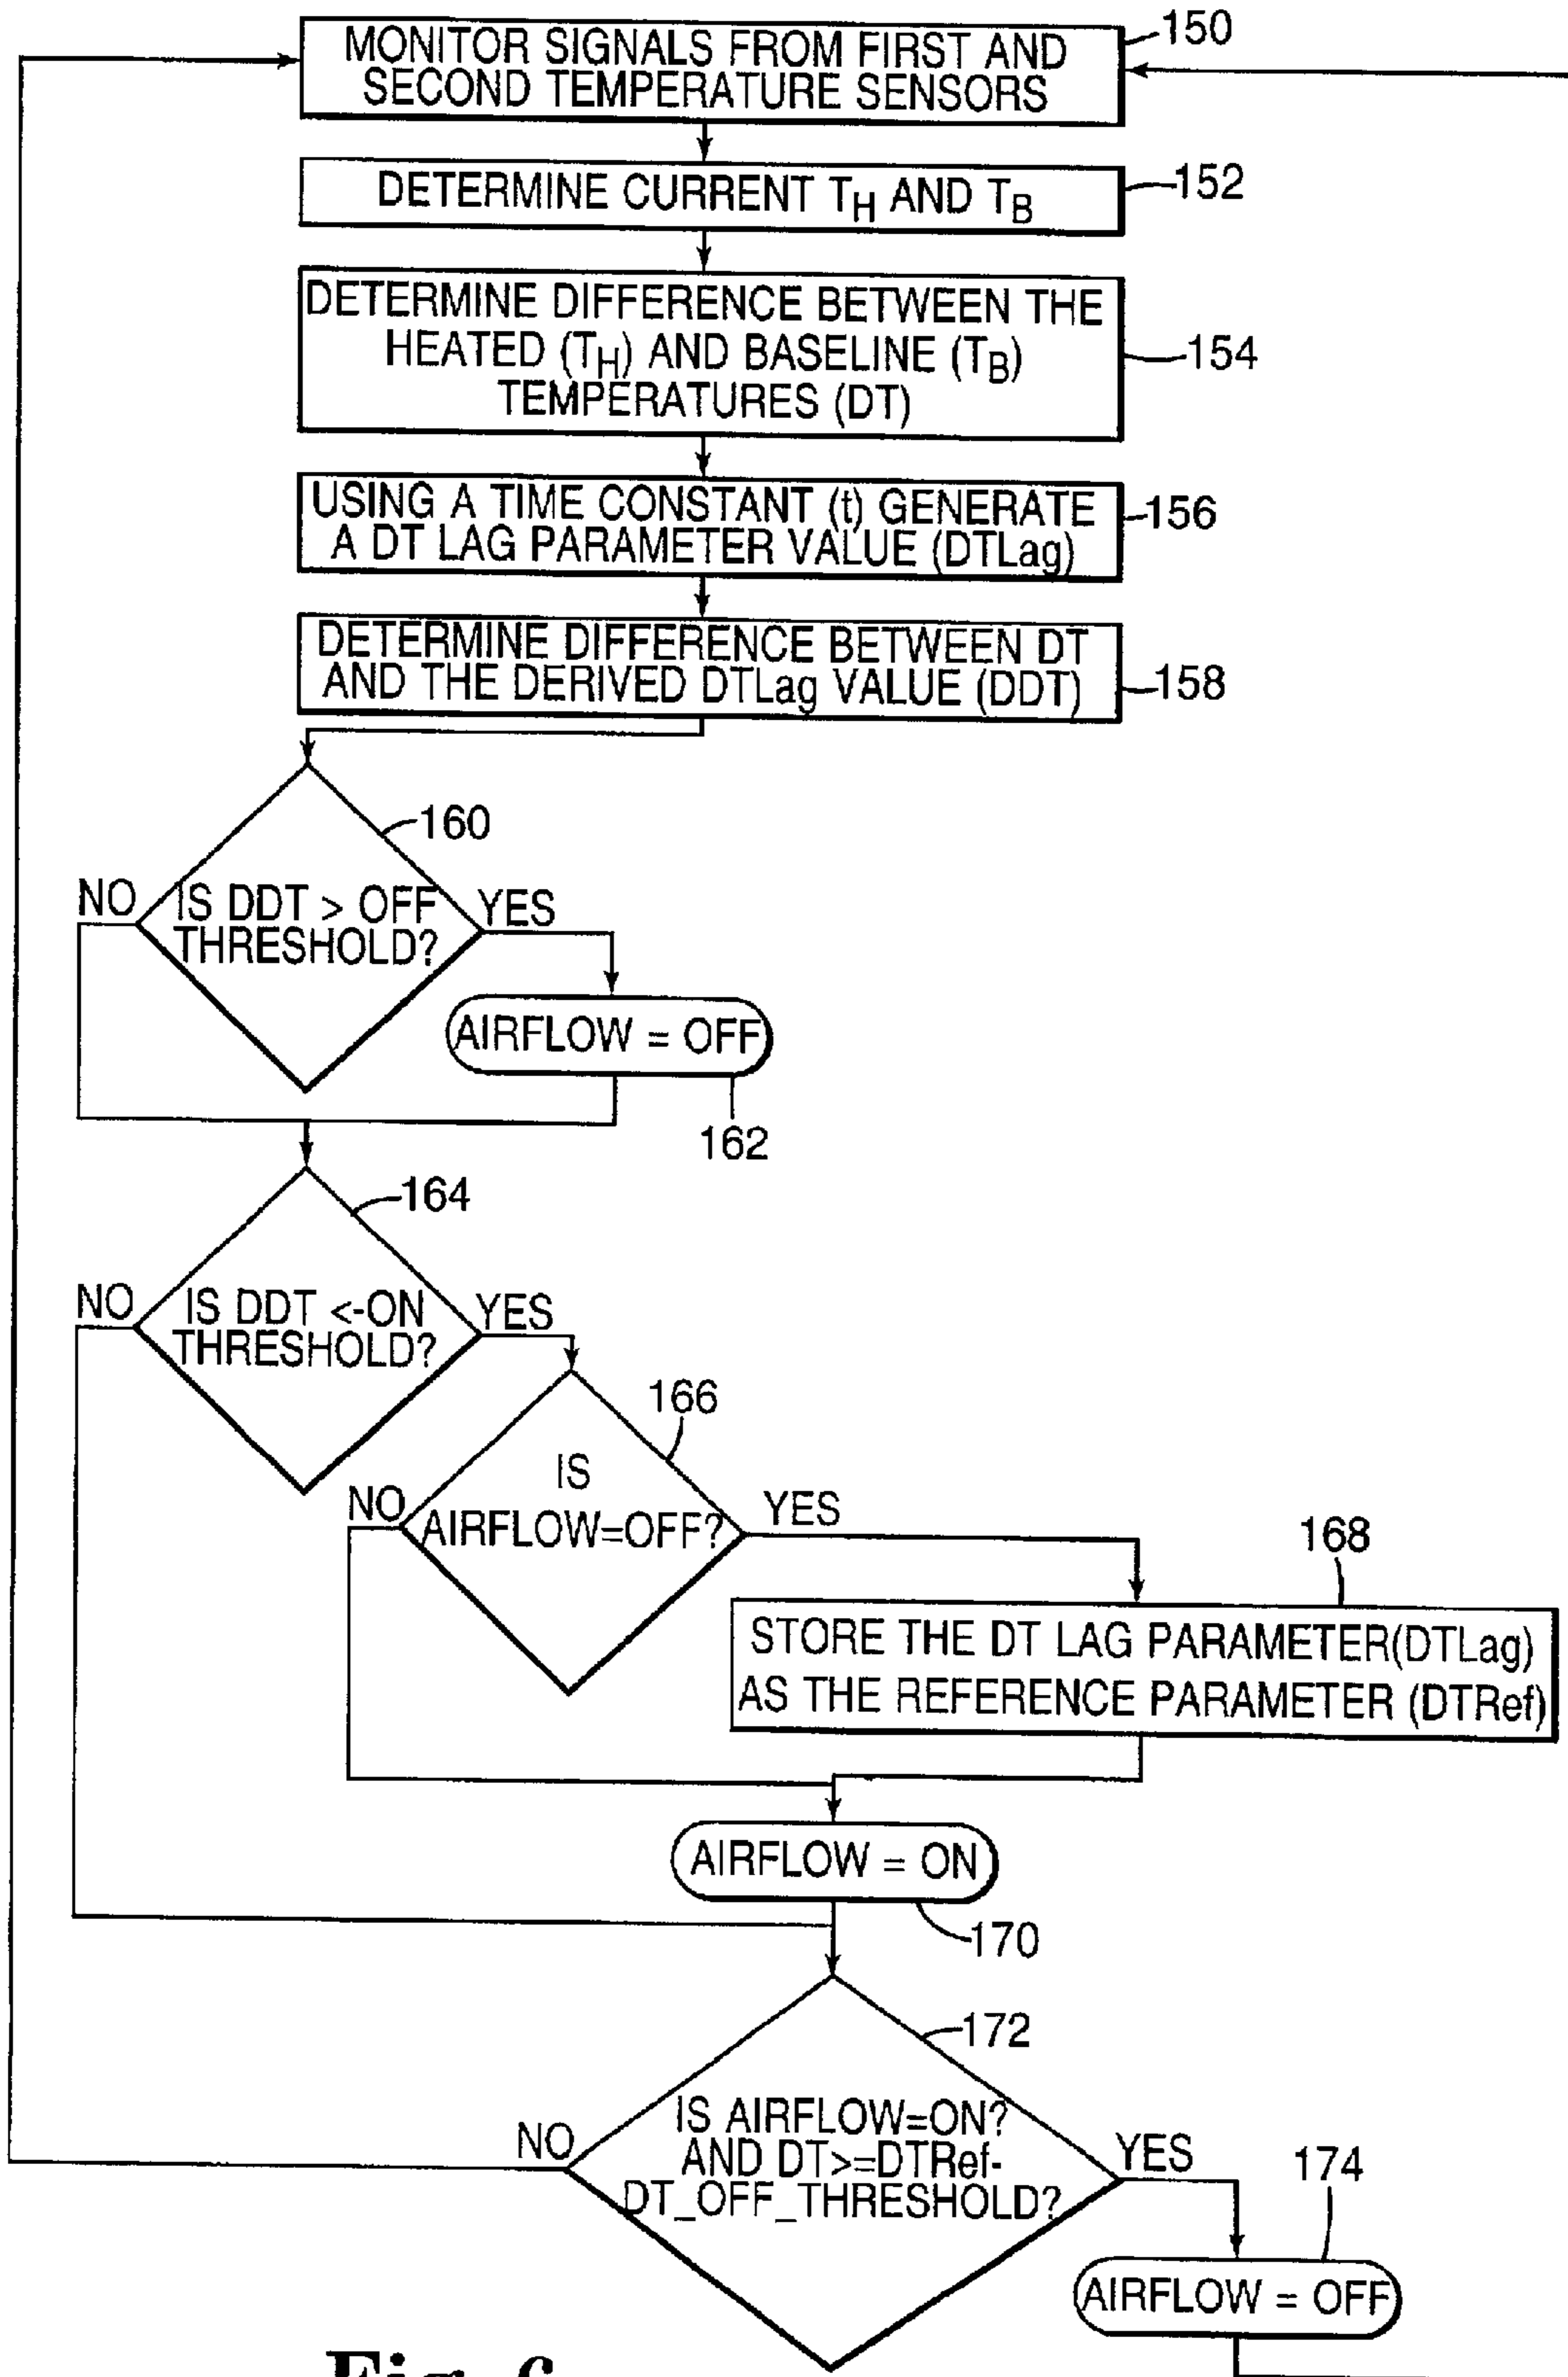 MONITOR SIGNALS FROM FIRST AND
SECOND TEMPERATURE SENSORS
150
DETERMINE CURRENT TH AND TB
152
DETERMINE DIFFERENCE BETWEEN THE
HEATED (TH) AND BASELINE (TB)
TEMPERATURES (DT)
154
USING A TIME CONSTANT (t) GENERATE
A DT LAG PARAMETER VALUE (DTLag)
156
DETERMINE DIFFERENCE BETWEEN DT
AND THE DERIVED DTLag VALUE (DDT)
158
160
NO
IS DDT > OFF
THRESHOLD?
YES
AIRFLOW = OFF
162
164
NO
IS DDT <-ON
THRESHOLD?
YES
166
NO
IS
AIRFLOW=OFF?
YES
168
STORE THE DT LAG PARAMETER(DTLag)
AS THE REFERENCE PARAMETER (DTRef)
AIRFLOW = ON
170
172
NO
IS AIRFLOW=ON?
AND DT>=DTRef-
DT_OFF_THRESHOLD?
YES
174
AIRFLOW = OFF